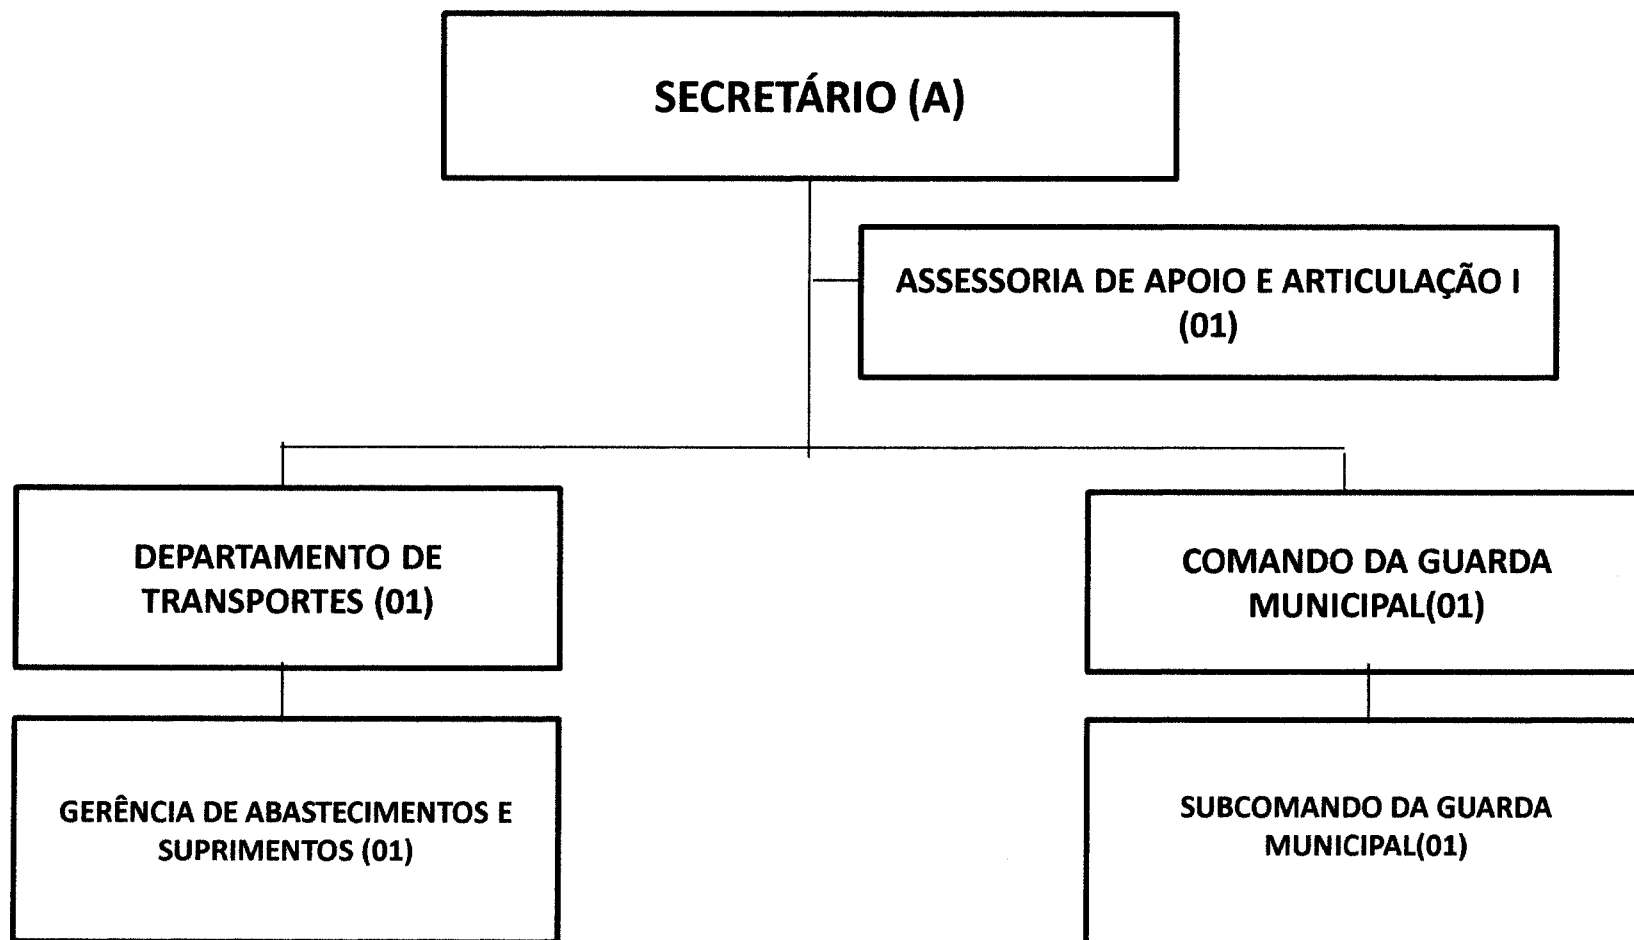 SECRETÁRIO (A)
ASSESSORIA DE APOIO E ARTICULAÇÃO I
(01)
DEPARTAMENTO DE
TRANSPORTES (01)
COMANDO DA GUARDA
MUNICIPAL(01)
GERÊNCIA DE ABASTECIMENTOS E
SUPRIMENTOS (01)
SUBCOMANDO DA GUARDA
MUNICIPAL(01)